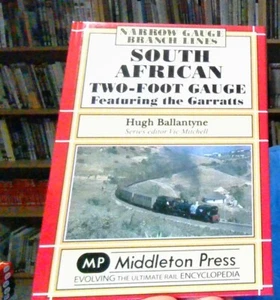 NARROW GAUGE
BRANCH LINES
SOUTH
AFRICAN
TWO-FOOT GAUGE
Featuring the Garratts
Hugh Ballantyne
Series editor Vic Mitchell
MP Middleton Press
EVOLVING THE ULTIMATE RAIL ENCYCLOPEDIA